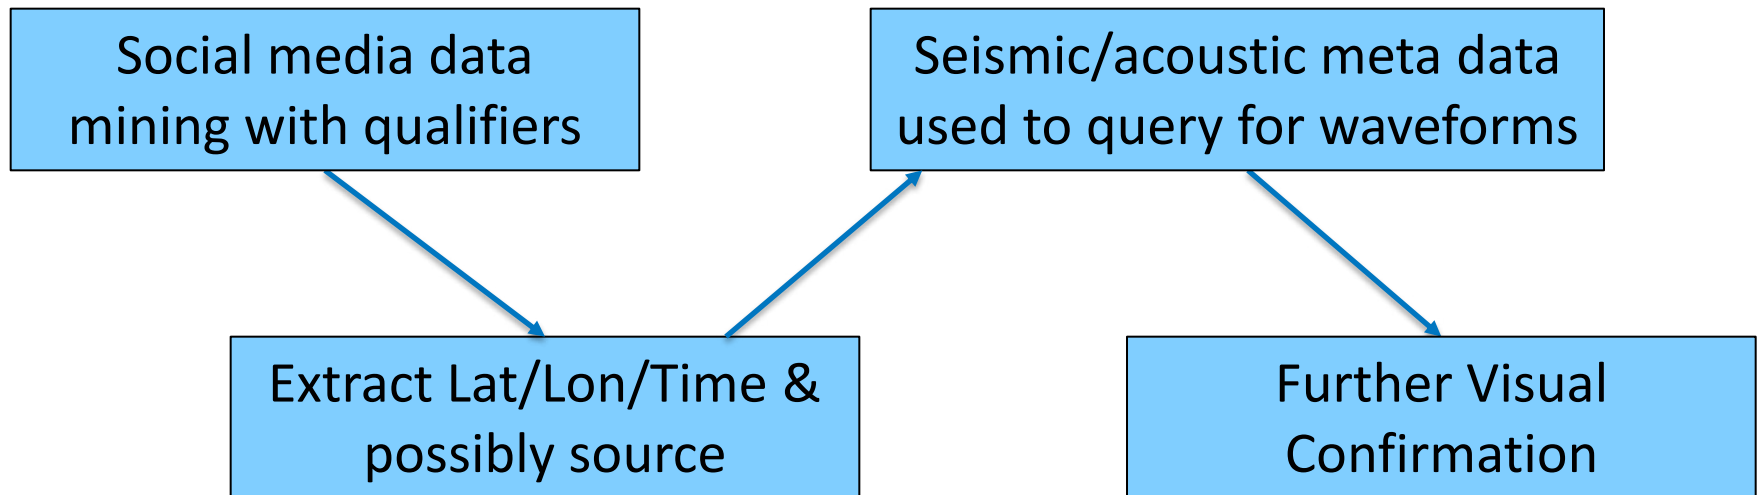 Social media data
mining with qualifiers
Extract Lat/Lon/Time &
possibly source
Seismic/acoustic meta data
used to query for waveforms
Further Visual
Confirmation